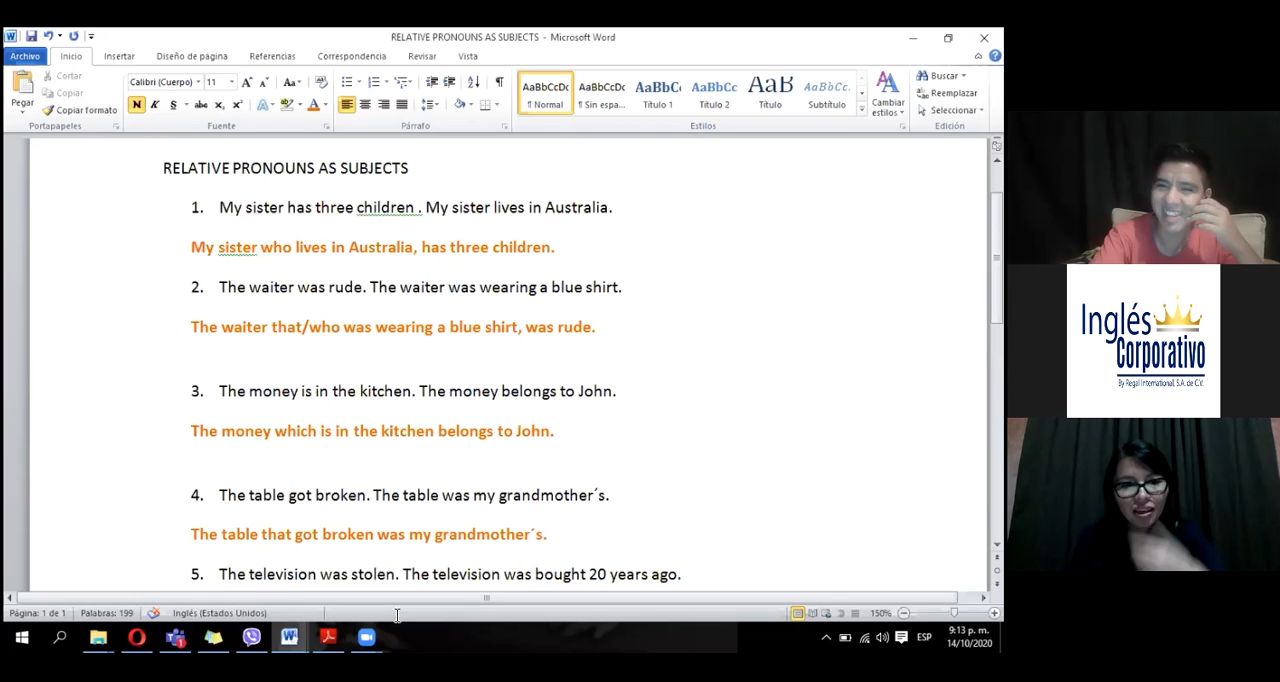 RELATIVE PRONOUNS AS SUBJECTS - Microsoft Word
Archivo Inicio Insertar Diseño de página Referencias Correspondencia Revisar Vista
Pegar
Cortar
Copiar
Copiar formato
Portapapeles
Calibri (Cuerpo) 11
Fuente
Párrafo
AaBbCcDc AaBbCcDc AaBbC AaBbCc AaB AaBbCc.
¶ Normal ¶ Sin espa... Título 1 Título 2 Título Subtítulo
Estilos
Cambiar estilos
Buscar
Reemplazar
Seleccionar
Edición
RELATIVE PRONOUNS AS SUBJECTS
1. My sister has three children . My sister lives in Australia.
My sister who lives in Australia, has three children.
2. The waiter was rude. The waiter was wearing a blue shirt.
The waiter that/who was wearing a blue shirt, was rude.
3. The money is in the kitchen. The money belongs to John.
The money which is in the kitchen belongs to John.
4. The table got broken. The table was my grandmother´s.
The table that got broken was my grandmother´s.
5. The television was stolen. The television was bought 20 years ago.
Página: 1 de 1 Palabras: 199 Inglés (Estados Unidos) 150%
ESP
9:13 p. m.
14/10/2020
Inglés
Corporativo
By Regal International, S.A. de C.V.